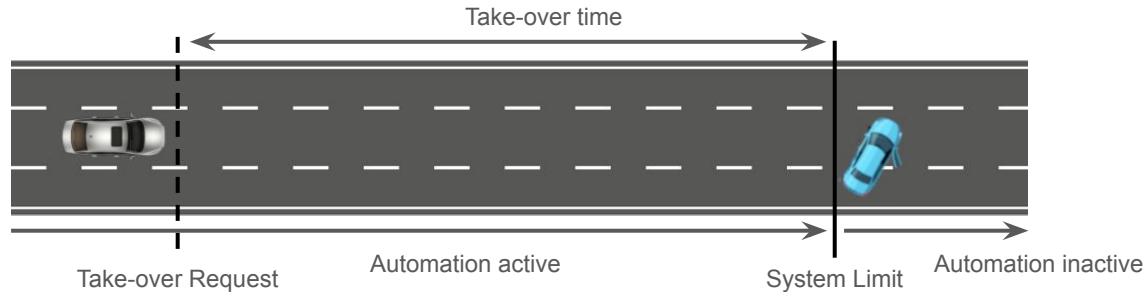 Take-over time
Take-over Request
Automation active
System Limit
Automation inactive